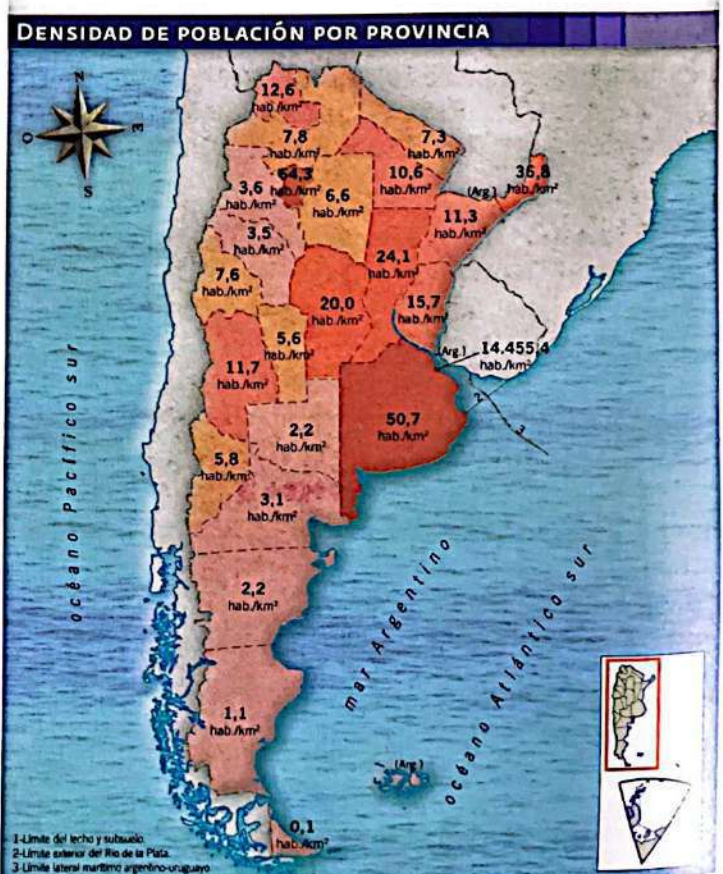 DENSIDAD DE POBLACIÓN POR PROVINCIA
N
O
E
S
12,6
hab./km²
7,8
hab./km²
7,3
hab./km²
64,3
hab./km²
3,6
hab./km²
6,6
hab./km²
10,6
hab./km²
36,8
hab./km²
(Arg.)
11,3
hab./km²
3,5
hab./km²
24,1
hab./km²
7,6
hab./km²
20,0
hab./km²
15,7
hab./km²
5,6
hab./km²
(Arg.)
14.455,4
hab./km²
11,7
hab./km²
2,2
hab./km²
50,7
hab./km²
2
3
5,8
hab./km²
3,1
hab./km²
océano Pacífico sur
2,2
hab./km²
mar Argentino
océano Atlántico sur
1,1
hab./km²
(Arg.)
0,1
hab./km²
1-Límite del lecho y subsuelo.
2-Límite exterior del Río de la Plata.
3-Límite lateral marítimo argentino-uruguayo.